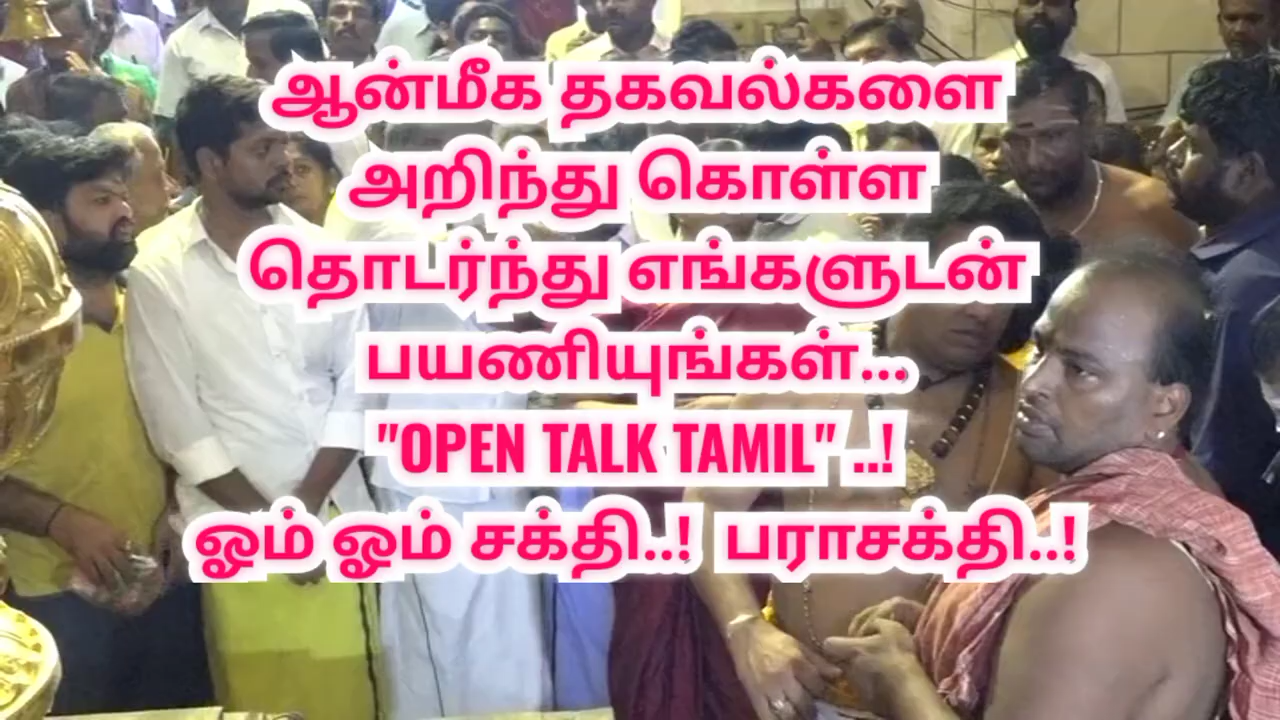 ஆன்மீக தகவல்களை
அறிந்து கொள்ள
தொடர்ந்து எங்களுடன்
பயணியுங்கள்...
"OPEN TALK TAMIL" ..!
ஓம் ஓம் சக்தி..! பராசக்தி..!